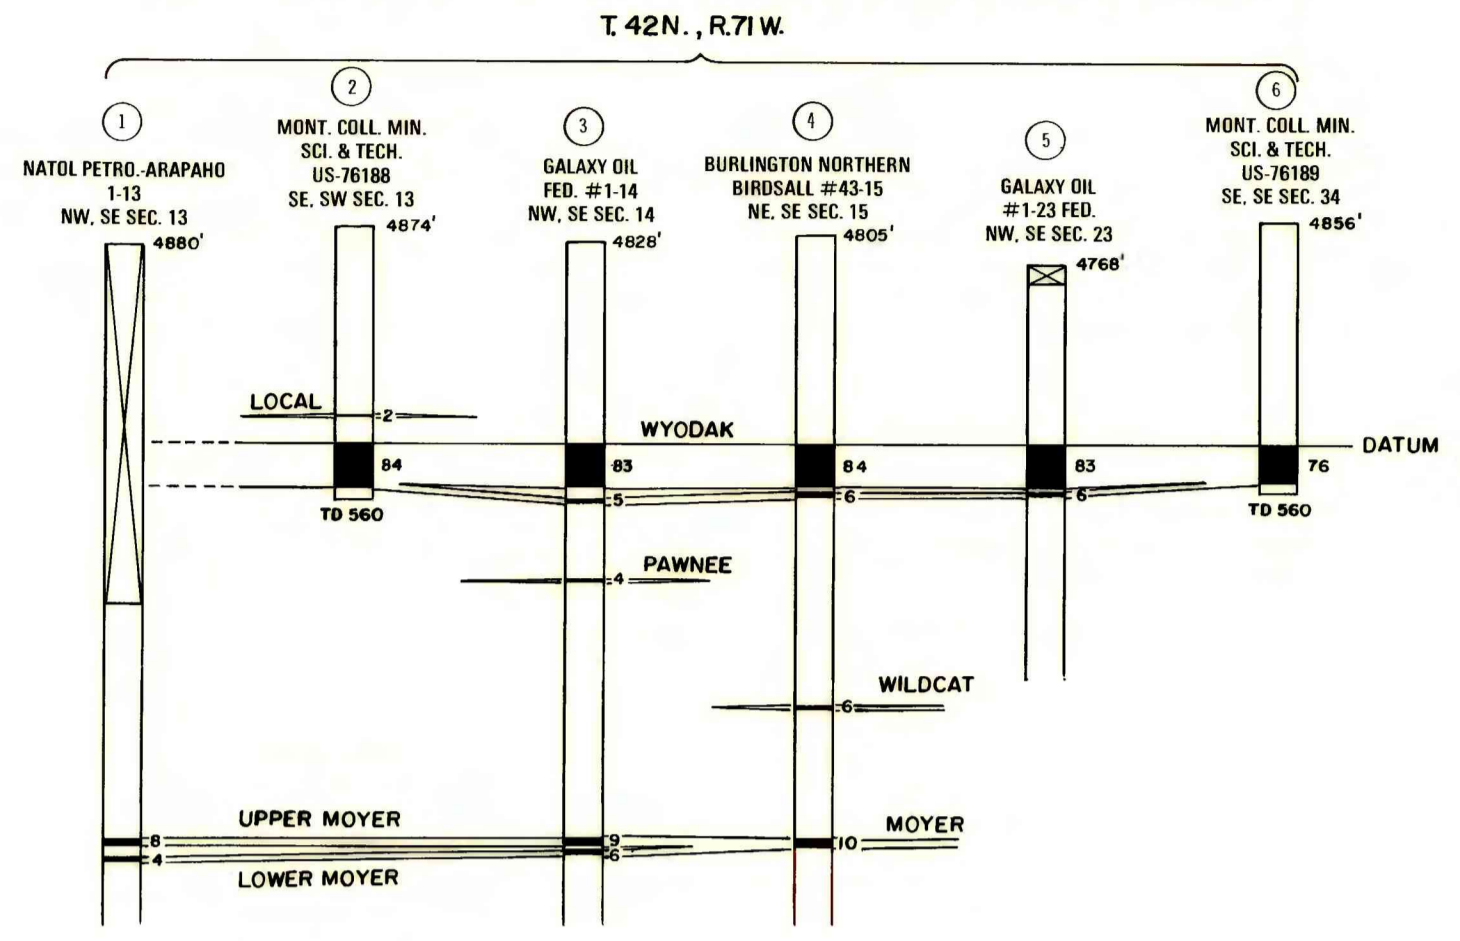 T. 42N., R.71W.
1
NATOL PETRO.-ARAPAHO
1-13
NW, SE SEC. 13
4880'
2
MONT. COLL. MIN.
SCI. & TECH.
US-76188
SE, SW SEC. 13
4874'
3
GALAXY OIL
FED. #1-14
NW, SE SEC. 14
4828'
4
BURLINGTON NORTHERN
BIRDSALL #43-15
NE, SE SEC. 15
4805'
5
GALAXY OIL
#1-23 FED.
NW, SE SEC. 23
4768'
6
MONT. COLL. MIN.
SCI. & TECH.
US-76189
SE, SE SEC. 34
4856'
LOCAL
2
WYODAK
DATUM
84
83
84
83
76
5
6
6
TD 560
TD 560
4
PAWNEE
WILDCAT
6
UPPER MOYER
MOYER
8
9
10
4
6
LOWER MOYER